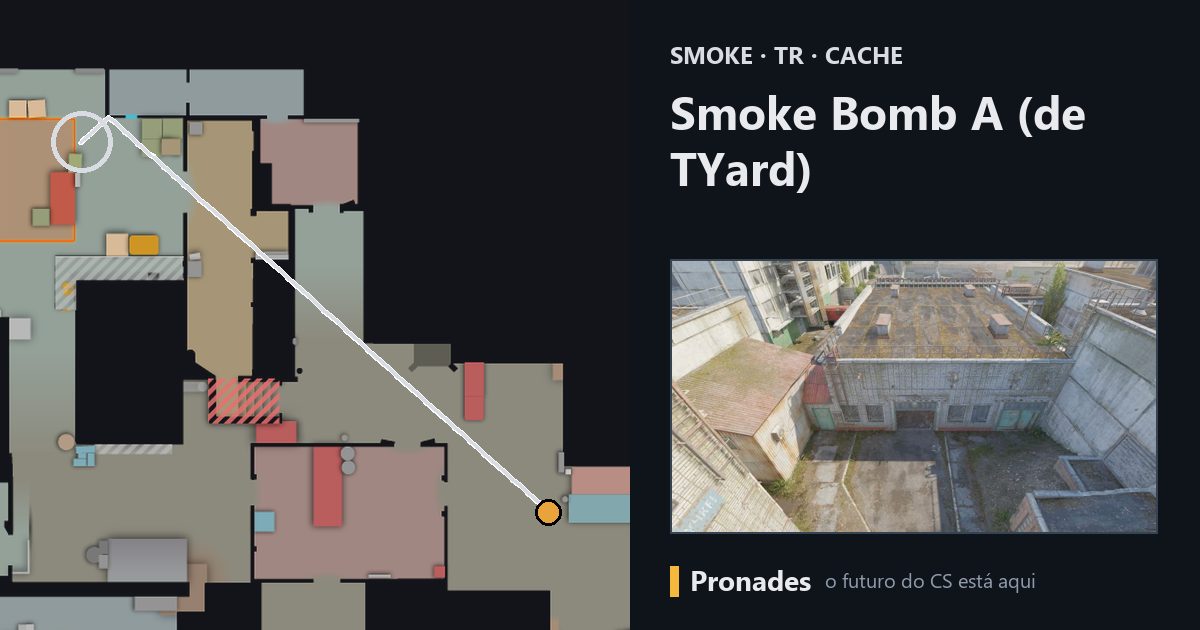 SMOKE · TR · CACHE
Smoke Bomb A (de
TYard)
Pronades o futuro do CS está aqui